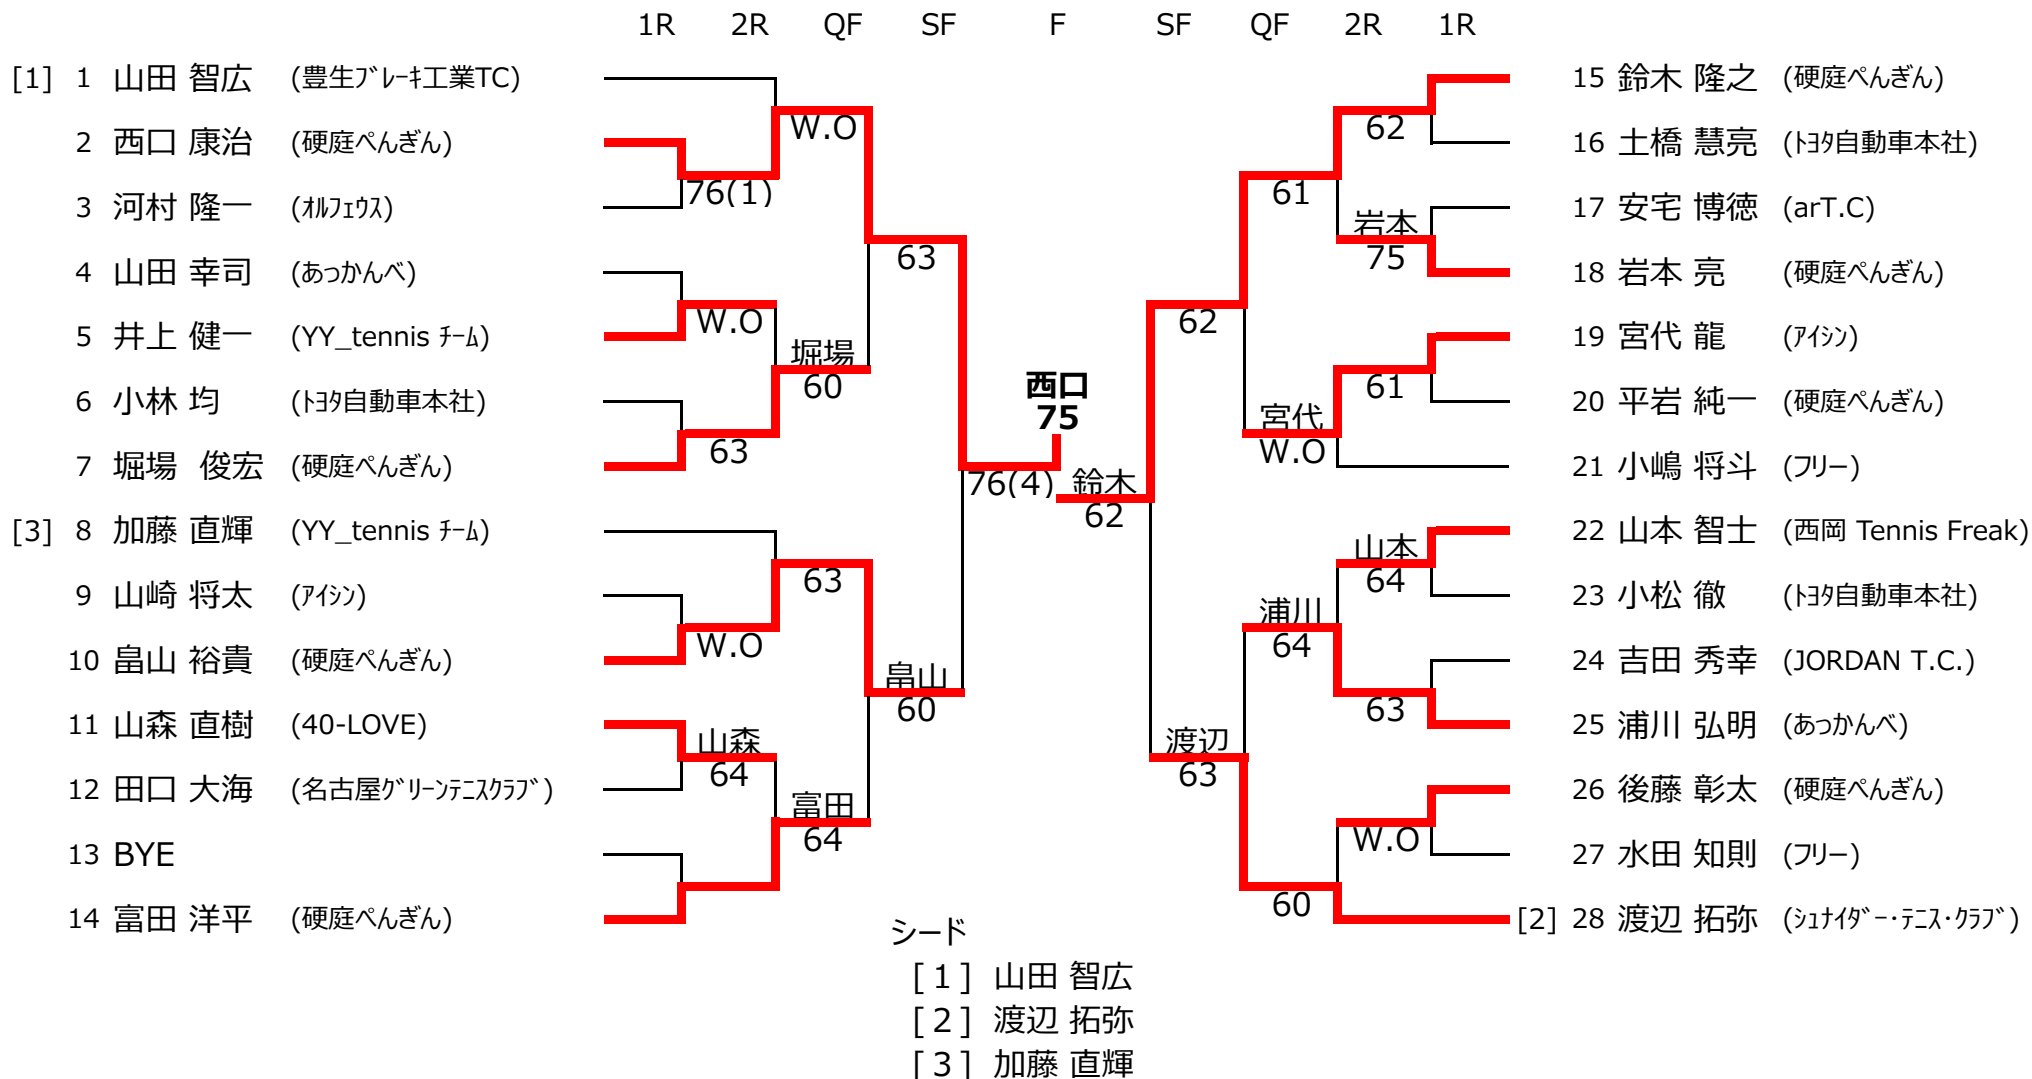 1R 2R QF SF F SF QF 2R 1R
[1] 1 山田 智広 (豊生ﾌﾞﾚｰｷ工業TC)
2 西口 康治 (硬庭ぺんぎん)
3 河村 隆一 (ｵﾙﾌｪｳｽ)
4 山田 幸司 (あっかんべ)
5 井上 健一 (YY_tennis ﾁｰﾑ)
6 小林 均 (ﾄﾖﾀ自動車本社)
7 堀場 俊宏 (硬庭ぺんぎん)
[3] 8 加藤 直輝 (YY_tennis ﾁｰﾑ)
9 山崎 将太 (ｱｲｼﾝ)
10 畠山 裕貴 (硬庭ぺんぎん)
11 山森 直樹 (40-LOVE)
12 田口 大海 (名古屋ｸﾞﾘｰﾝﾃﾆｽｸﾗﾌﾞ)
13 BYE
14 富田 洋平 (硬庭ぺんぎん)
76(1)
W.O
63
W.O
64
W.O
堀場
60
63
富田
64
63
畠山
60
76(4)
西口
75
鈴木
62
62
渡辺
63
61
宮代
W.O
浦川
64
60
62
岩本
75
61
山本
64
63
W.O
山森
15 鈴木 隆之 (硬庭ぺんぎん)
16 土橋 慧亮 (ﾄﾖﾀ自動車本社)
17 安宅 博徳 (arT.C)
18 岩本 亮 (硬庭ぺんぎん)
19 宮代 龍 (ｱｲｼﾝ)
20 平岩 純一 (硬庭ぺんぎん)
21 小嶋 将斗 (フリー)
22 山本 智士 (西岡 Tennis Freak)
23 小松 徹 (ﾄﾖﾀ自動車本社)
24 吉田 秀幸 (JORDAN T.C.)
25 浦川 弘明 (あっかんべ)
26 後藤 彰太 (硬庭ぺんぎん)
27 水田 知則 (フリー)
[2] 28 渡辺 拓弥 (ｼｭﾅｲﾀﾞｰ･ﾃﾆｽ･ｸﾗﾌﾞ)
シード
[１] 山田 智広
[２] 渡辺 拓弥
[３] 加藤 直輝